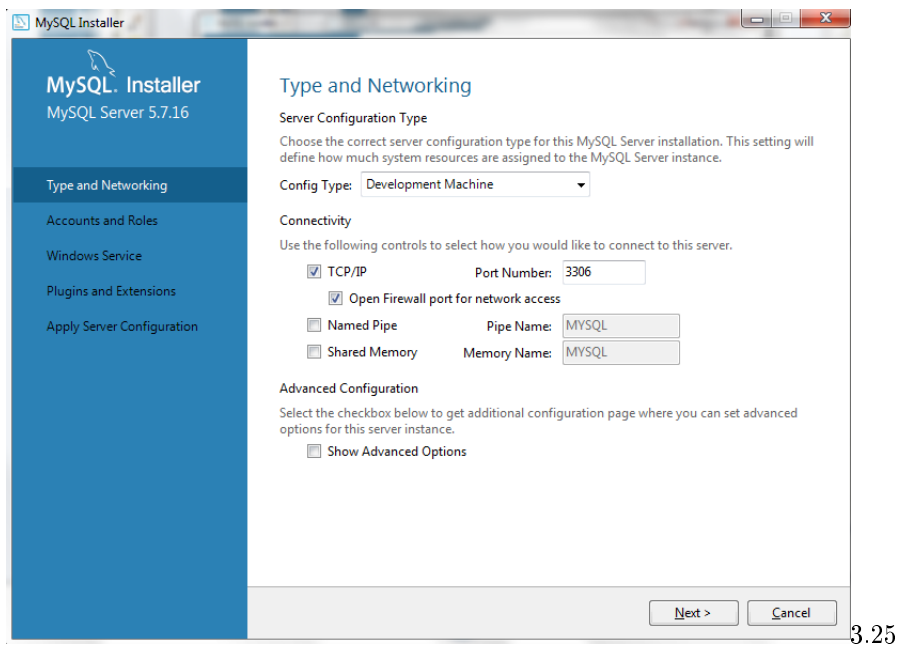 MySQL Installer
MySQL. Installer
MySQL Server 5.7.16
Type and Networking
Accounts and Roles
Windows Service
Plugins and Extensions
Apply Server Configuration
Type and Networking
Server Configuration Type
Choose the correct server configuration type for this MySQL Server installation. This setting will
define how much system resources are assigned to the MySQL Server instance.
Config Type: Development Machine
Connectivity
Use the following controls to select how you would like to connect to this server.
TCP/IP Port Number: 3306
Open Firewall port for network access
Named Pipe Pipe Name: MYSQL
Shared Memory Memory Name: MYSQL
Advanced Configuration
Select the checkbox below to get additional configuration page where you can set advanced
options for this server instance.
Show Advanced Options
Next > Cancel
3.25